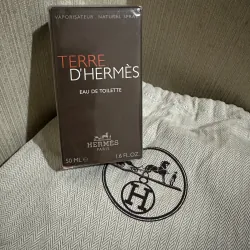 VAPORISATEUR NATURAL SPRAY
TERRE
D'HERMÈS
EAU DE TOILETTE
HERMÈS
PARIS
50 ML ℮ 1.6 FL.OZ.
H